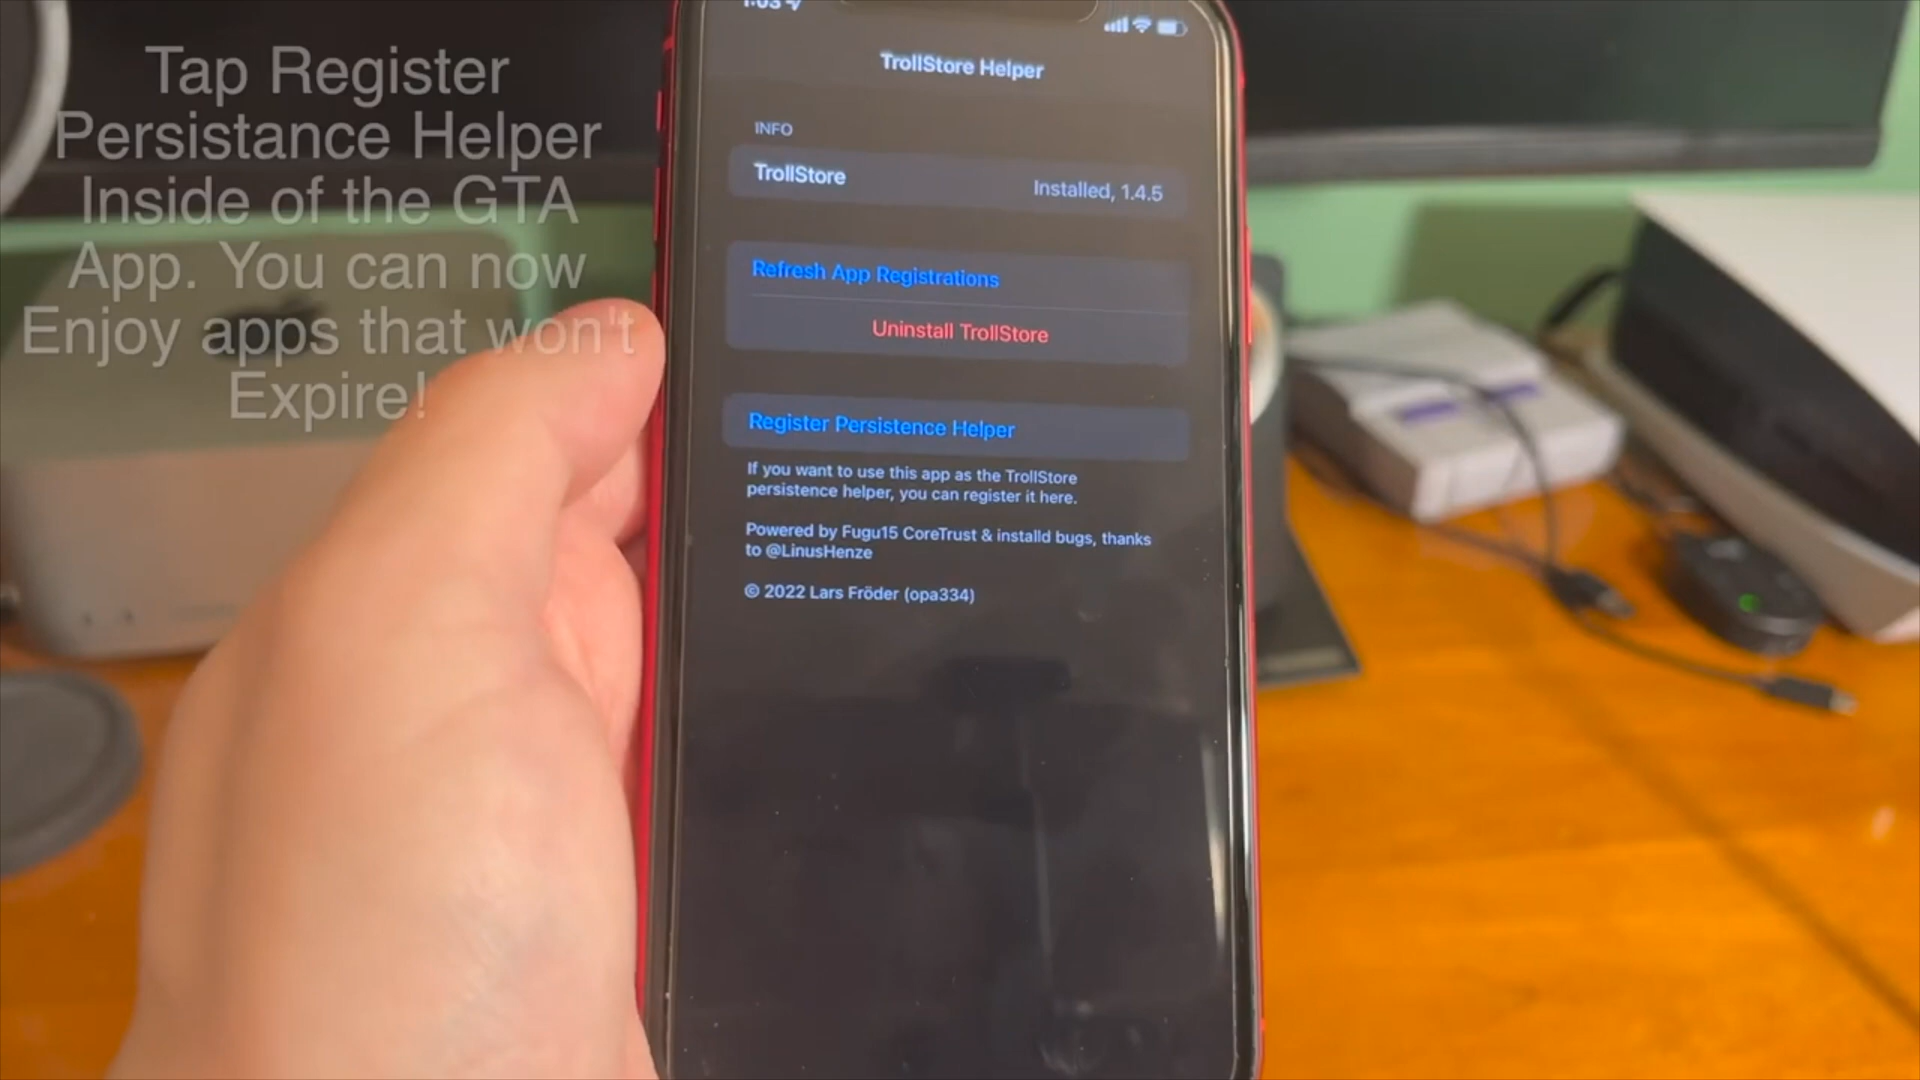 Tap Register
Persistance Helper
Inside of the GTA
App. You can now
Enjoy apps that won't
Expire!
1:03
TrollStore Helper
INFO
TrollStore
Installed, 1.4.5
Refresh App Registrations
Uninstall TrollStore
Register Persistence Helper
If you want to use this app as the TrollStore
persistence helper, you can register it here.
Powered by Fugu15 CoreTrust & installd bugs, thanks
to @LinusHenze
© 2022 Lars Fröder (opa334)